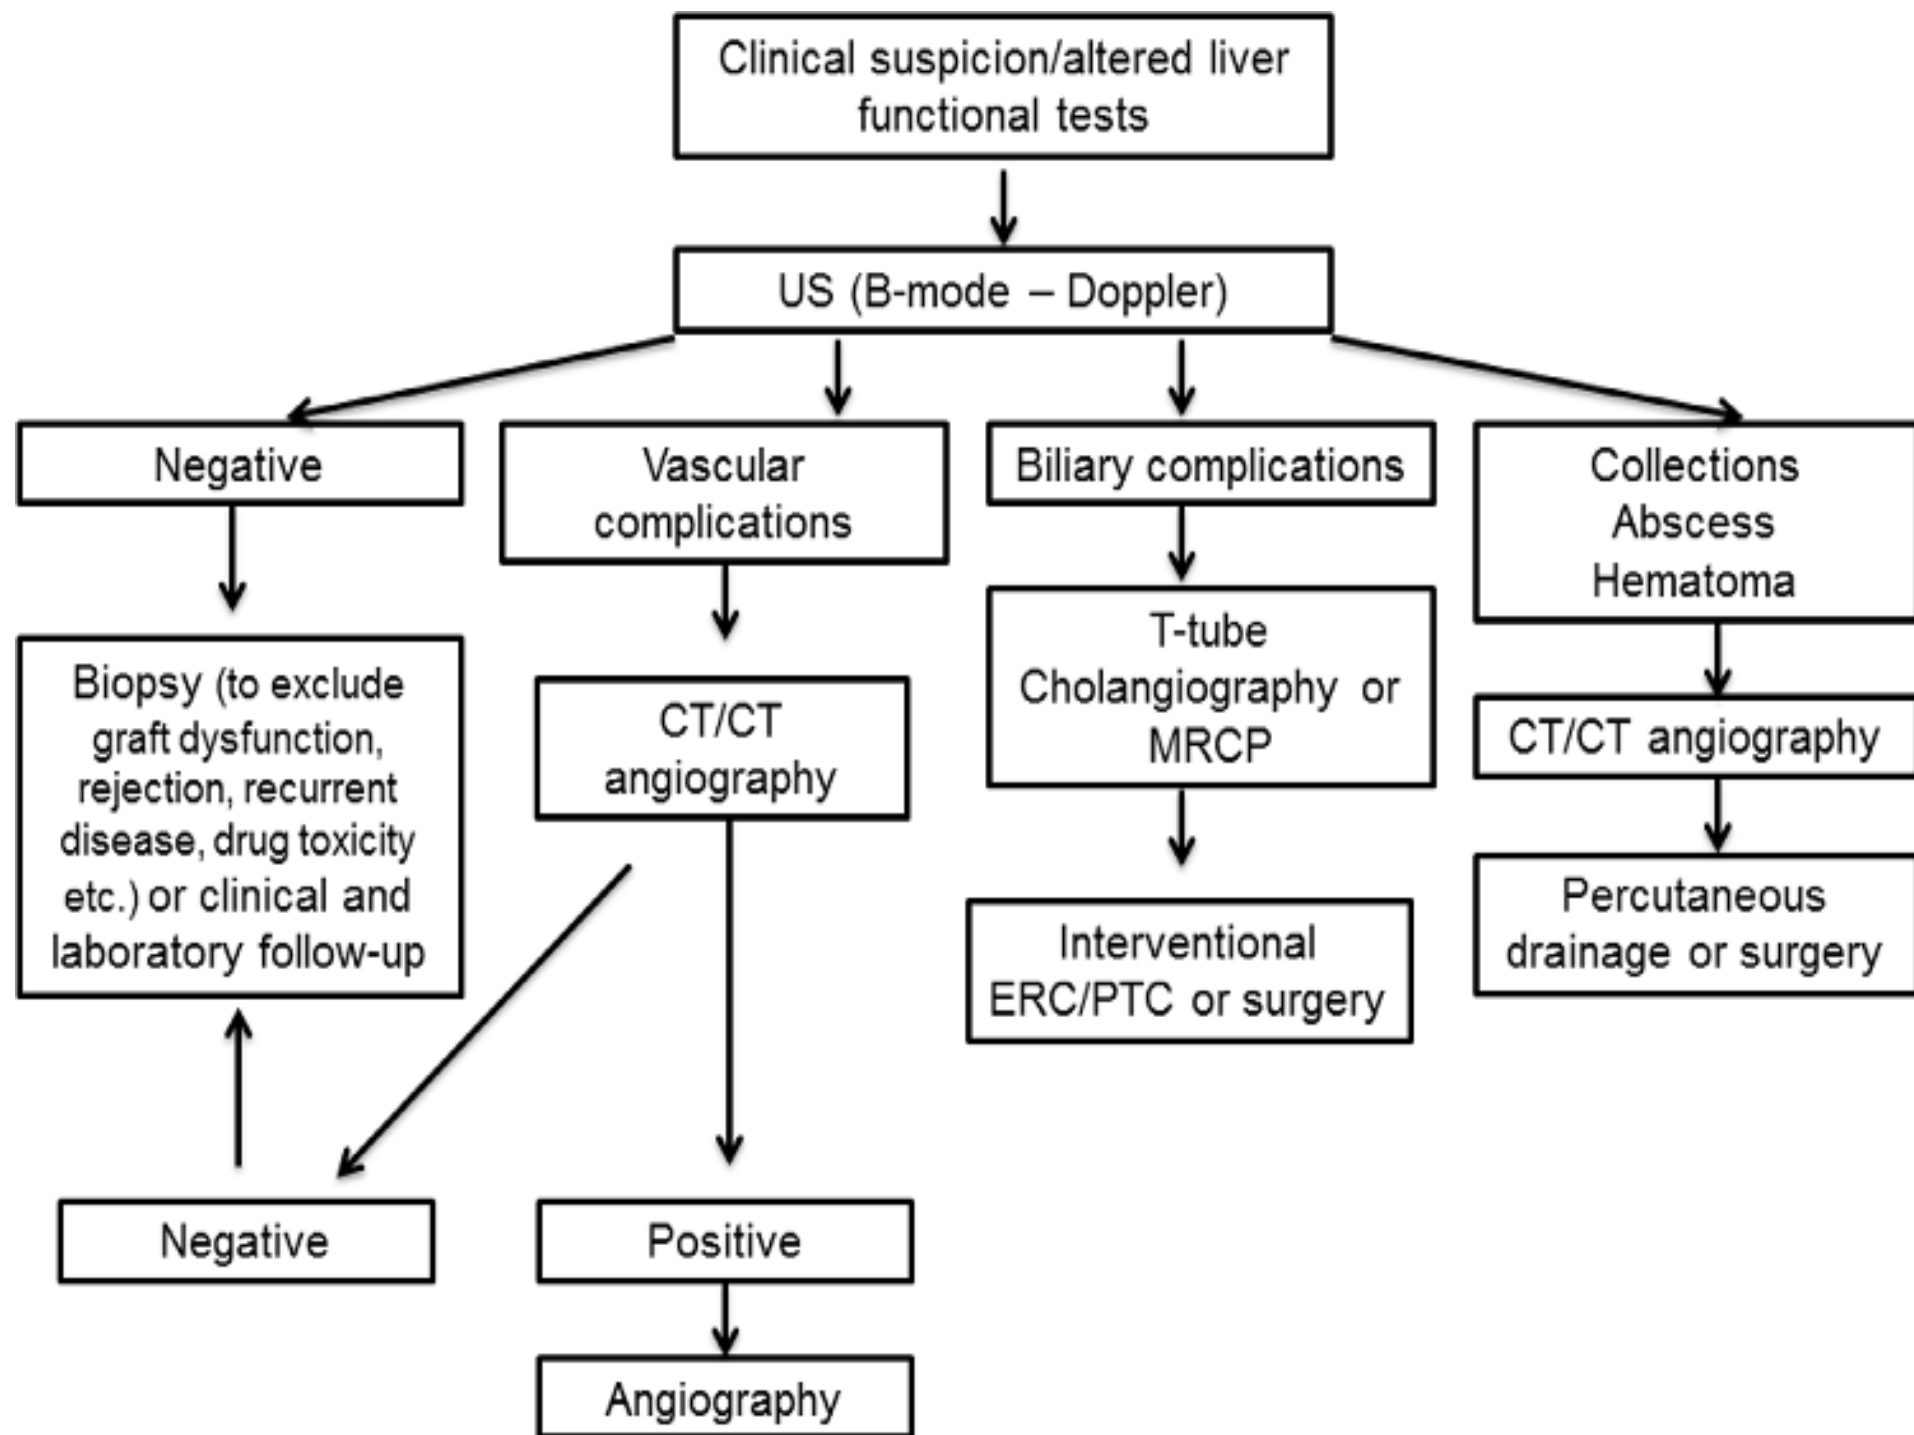 Clinical suspicion/altered liver
functional tests
US (B-mode – Doppler)
Negative
Vascular
complications
Biliary complications
Collections
Abscess
Hematoma
Biopsy (to exclude
graft dysfunction,
rejection, recurrent
disease, drug toxicity
etc.) or clinical and
laboratory follow-up
CT/CT
angiography
T-tube
Cholangiography or
MRCP
CT/CT angiography
Interventional
ERC/PTC or surgery
Percutaneous
drainage or surgery
Negative
Positive
Angiography